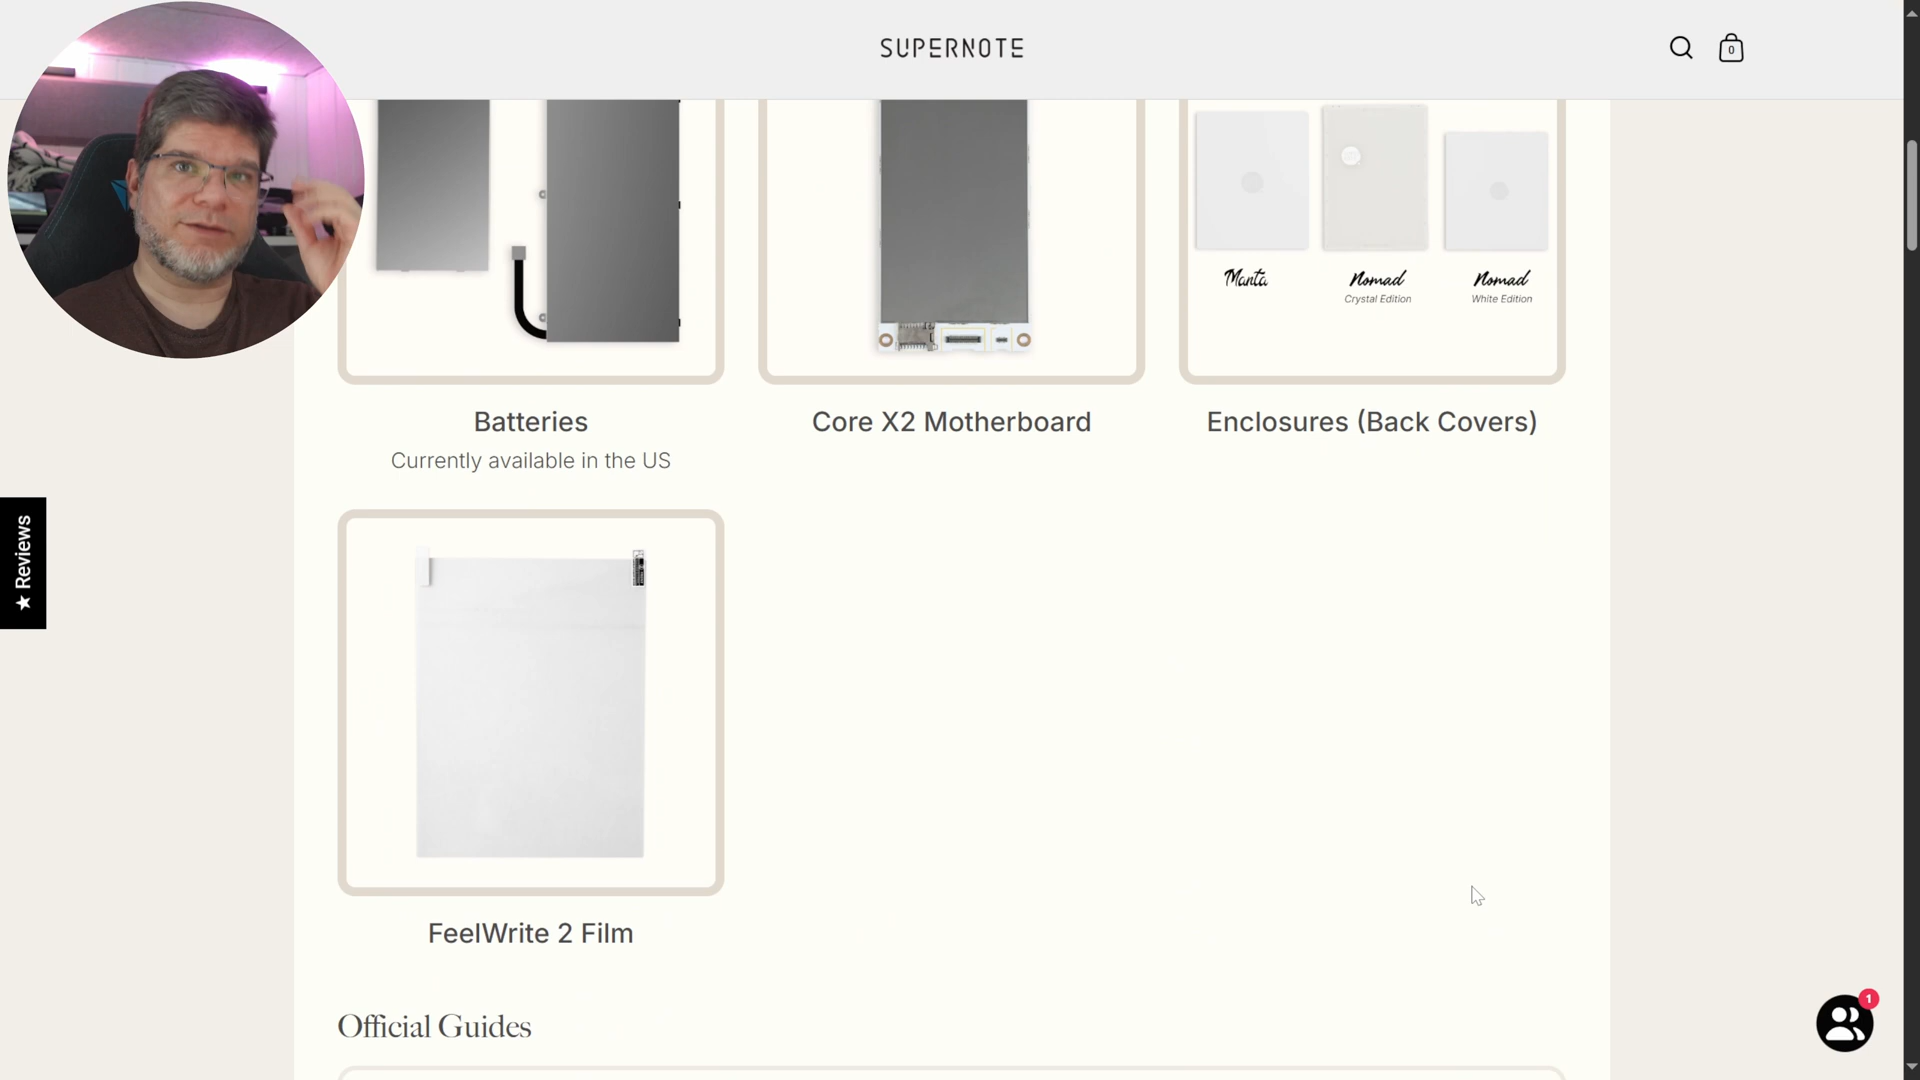 SUPERNOTE
0
Manta
Nomad
Crystal Edition
Nomad
White Edition
Batteries
Currently available in the US
Core X2 Motherboard
Enclosures (Back Covers)
★ Reviews
FeelWrite 2 Film
Official Guides
1